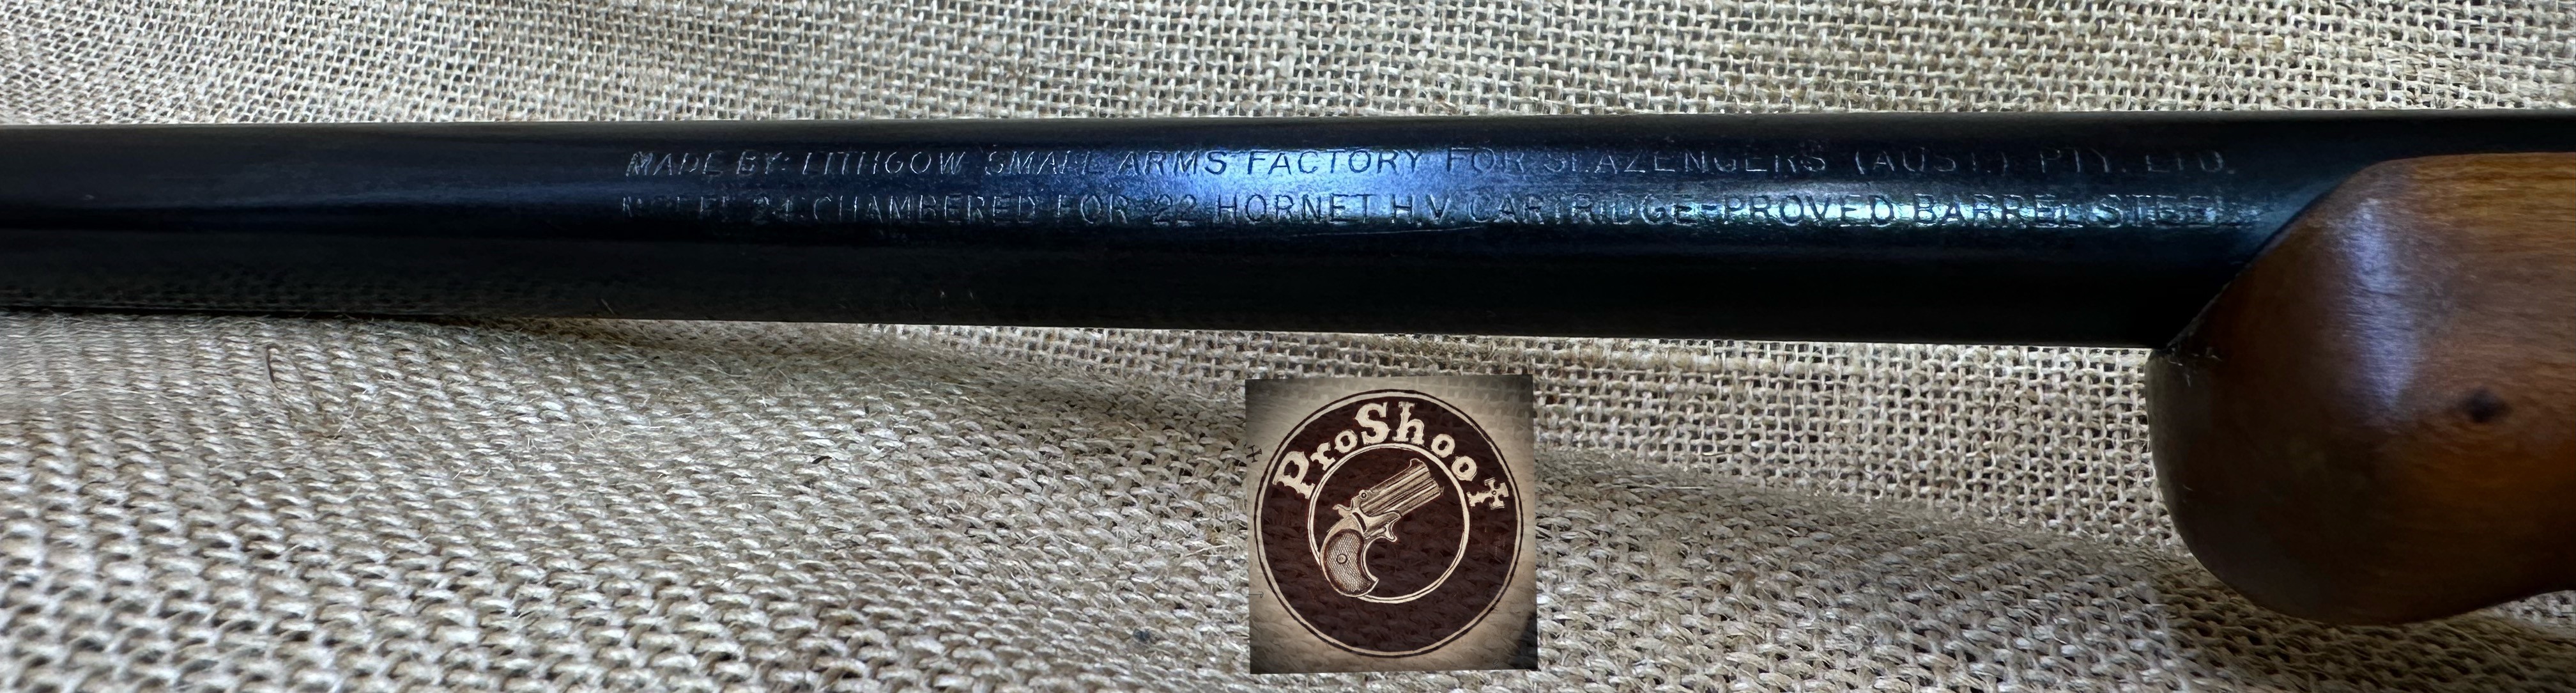 MADE BY: LITHGOW SMALL ARMS FACTORY FOR SLAZENGERS (AUST.) PTY. LTD.
MODEL 24:CHAMBERED FOR 22 HORNET H.V. CARTRIDGE-PROVED BARREL STEEL
ProShooT